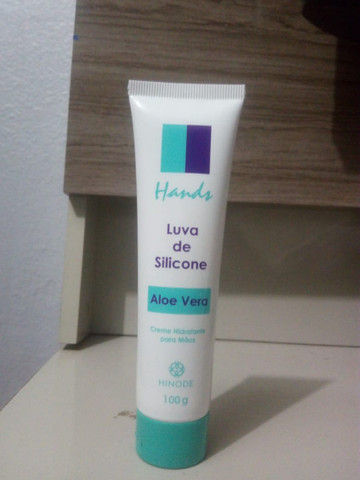 Hands
Luva
de
Silicone
Aloe Vera
Creme Hidratante
para Mãos
HINODE
100g